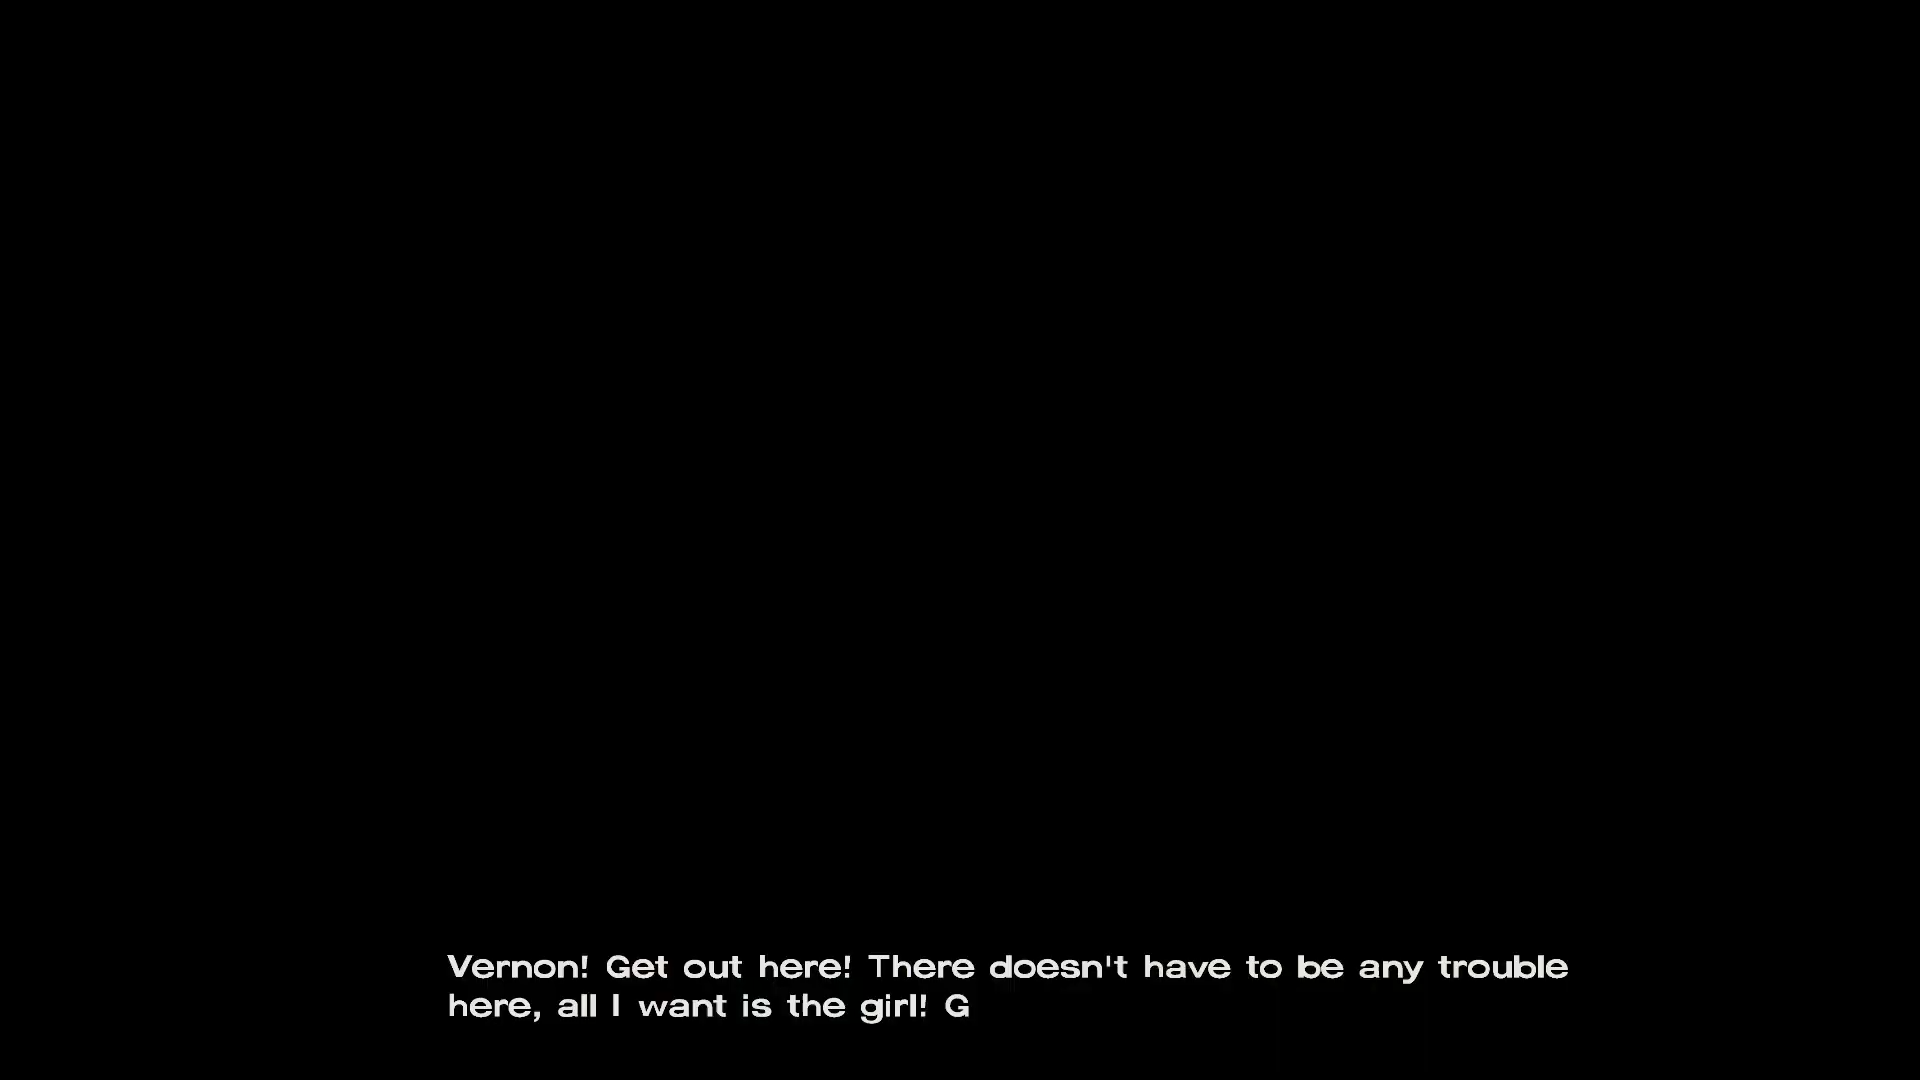 Vernon! Get out here! There doesn't have to be any trouble
here, all I want is the girl! G